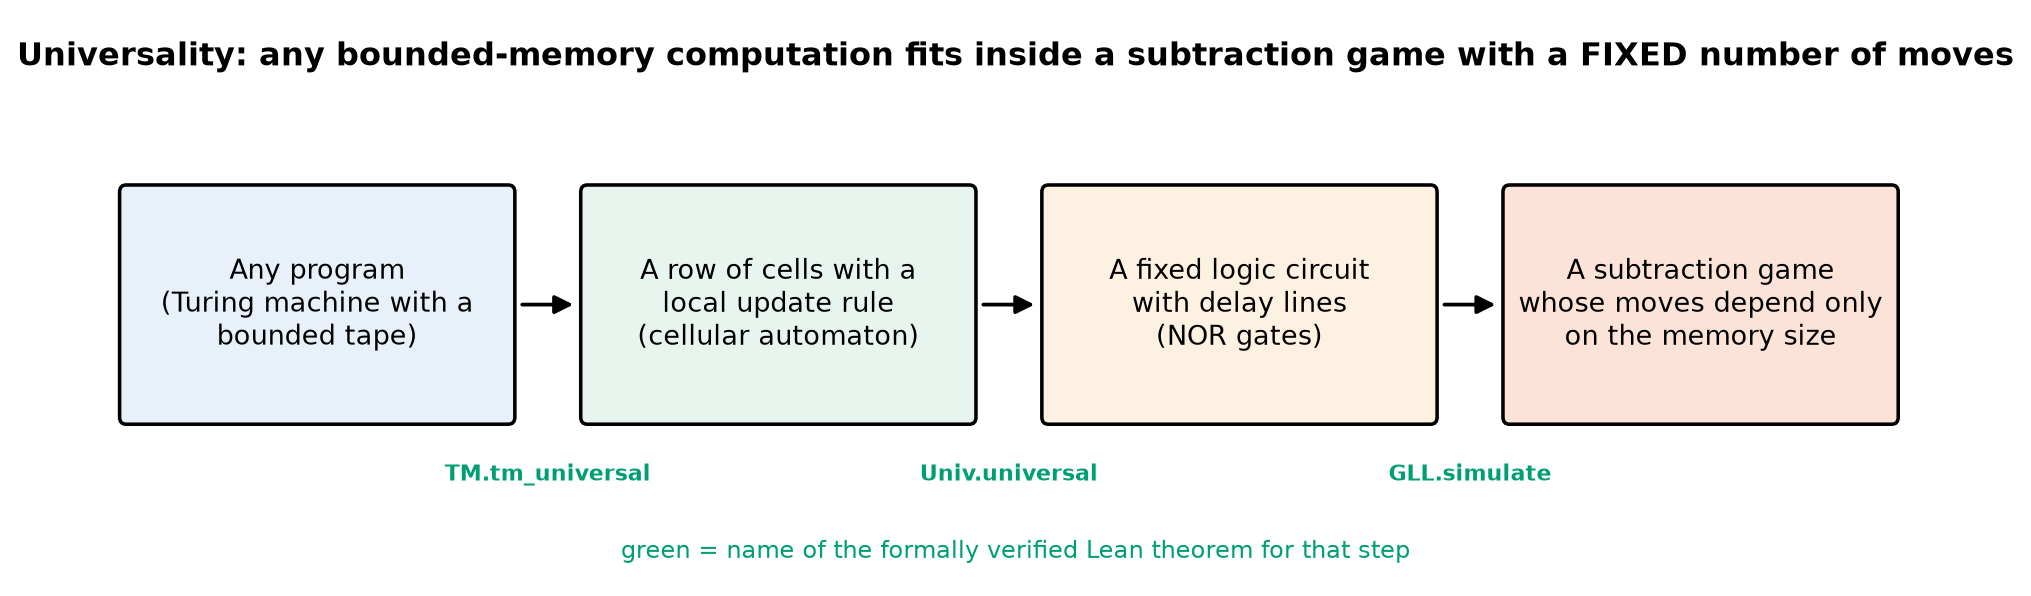 Universality: any bounded-memory computation fits inside a subtraction game with a FIXED number of moves
Any program
(Turing machine with a
bounded tape)
A row of cells with a
local update rule
(cellular automaton)
A fixed logic circuit
with delay lines
(NOR gates)
A subtraction game
whose moves depend only
on the memory size
TM.tm_universal
Univ.universal
GLL.simulate
green = name of the formally verified Lean theorem for that step